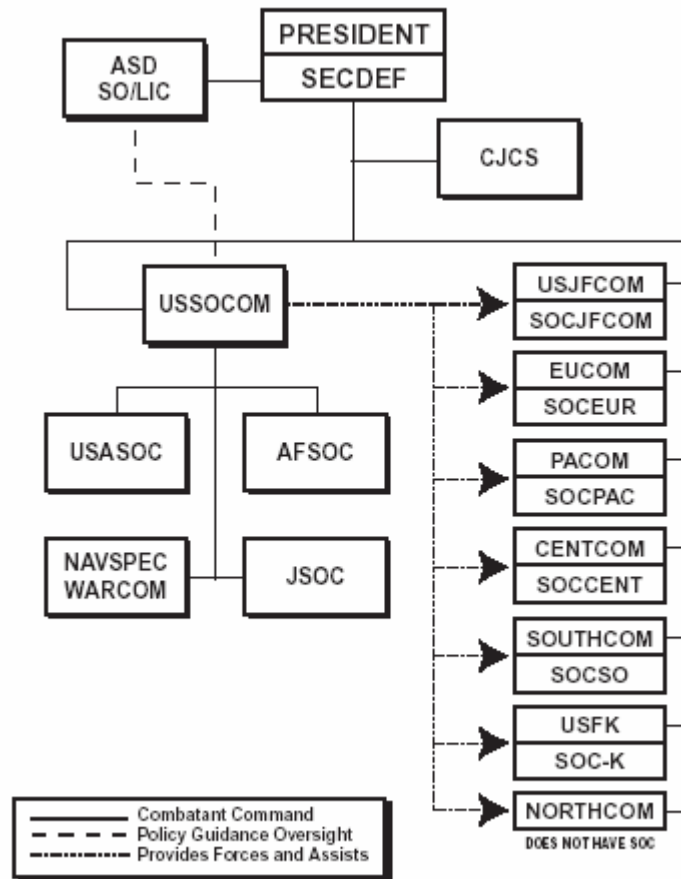 PRESIDENT
SECDEF
ASD
SO/LIC
CJCS
USSOCOM
USJFCOM
SOCJFCOM
EUCOM
SOCEUR
USASOC
AFSOC
PACOM
SOCPAC
NAVSPEC
WARCOM
JSOC
CENTCOM
SOCCENT
SOUTHCOM
SOCSO
USFK
SOC-K
NORTHCOM
DOES NOT HAVE SOC
Combatant Command
Policy Guidance Oversight
Provides Forces and Assists